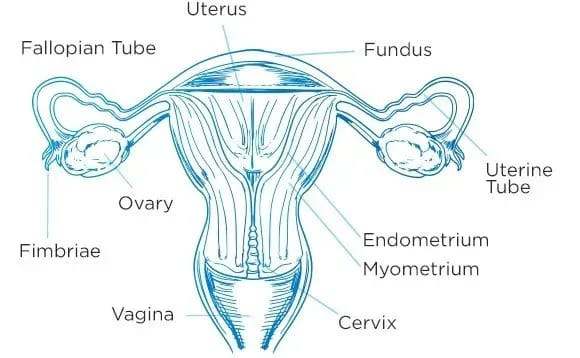 Uterus
Fallopian Tube
Fundus
Uterine
Tube
Ovary
Fimbriae
Endometrium
Myometrium
Vagina
Cervix